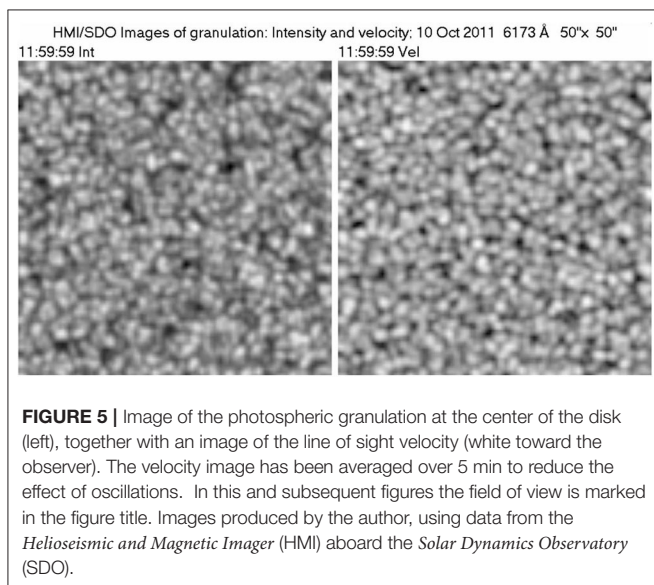 HMI/SDO Images of granulation: Intensity and velocity; 10 Oct 2011 6173 Å 50"x 50"
11:59:59 Int 11:59:59 Vel
FIGURE 5 | Image of the photospheric granulation at the center of the disk
(left), together with an image of the line of sight velocity (white toward the
observer). The velocity image has been averaged over 5 min to reduce the
effect of oscillations. In this and subsequent figures the field of view is marked
in the figure title. Images produced by the author, using data from the
Helioseismic and Magnetic Imager (HMI) aboard the Solar Dynamics Observatory
(SDO).